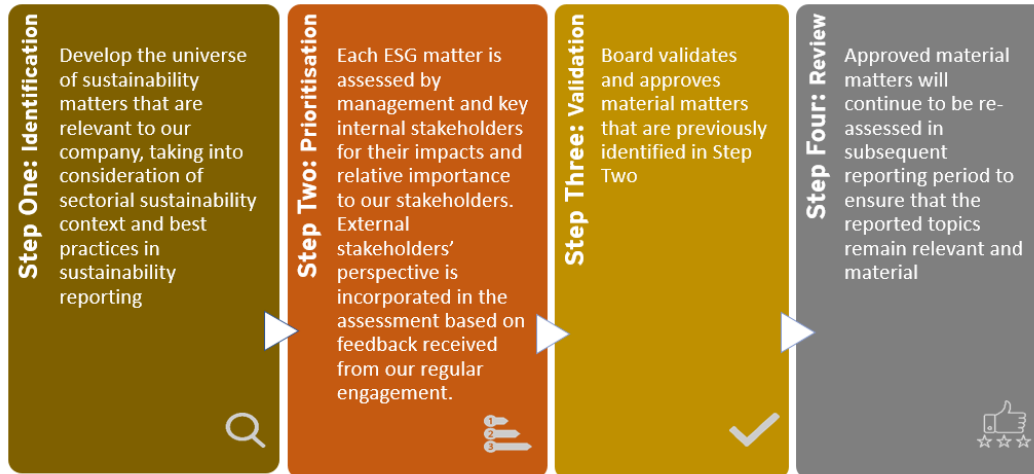 Step One: Identification
Develop the universe
of sustainability
matters that are
relevant to our
company, taking into
consideration of
sectorial sustainability
context and best
practices in
sustainability
reporting
Step Two: Prioritisation
Each ESG matter is
assessed by
management and key
internal stakeholders
for their impacts and
relative importance
to our stakeholders.
External
stakeholders’
perspective is
incorporated in the
assessment based on
feedback received
from our regular
engagement.
1
2
3
Step Three: Validation
Board validates
and approves
material matters
that are previously
identified in Step
Two
Step Four: Review
Approved material
matters will
continue to be re-
assessed in
subsequent
reporting period to
ensure that the
reported topics
remain relevant and
material